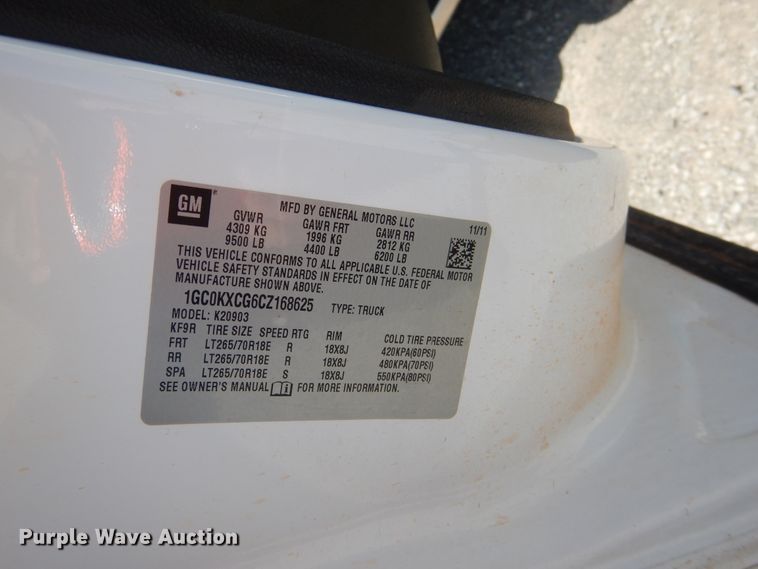 GM
MFD BY GENERAL MOTORS LLC
11/11
GVWR GAWR FRT GAWR RR
4309 KG 1996 KG 2812 KG
9500 LB 4400 LB 6200 LB
THIS VEHICLE CONFORMS TO ALL APPLICABLE U.S. FEDERAL MOTOR
VEHICLE SAFETY STANDARDS IN EFFECT ON THE DATE OF
MANUFACTURE SHOWN ABOVE.
1GC0KXCG6CZ168625 TYPE: TRUCK
MODEL: K20903
KF9R TIRE SIZE SPEED RTG RIM COLD TIRE PRESSURE
FRT LT265/70R18E R 18X8J 420KPA(60PSI)
RR LT265/70R18E R 18X8J 480KPA(70PSI)
SPA LT265/70R18E S 18X8J 550KPA(80PSI)
SEE OWNER'S MANUAL i FOR MORE INFORMATION.
Purple Wave Auction